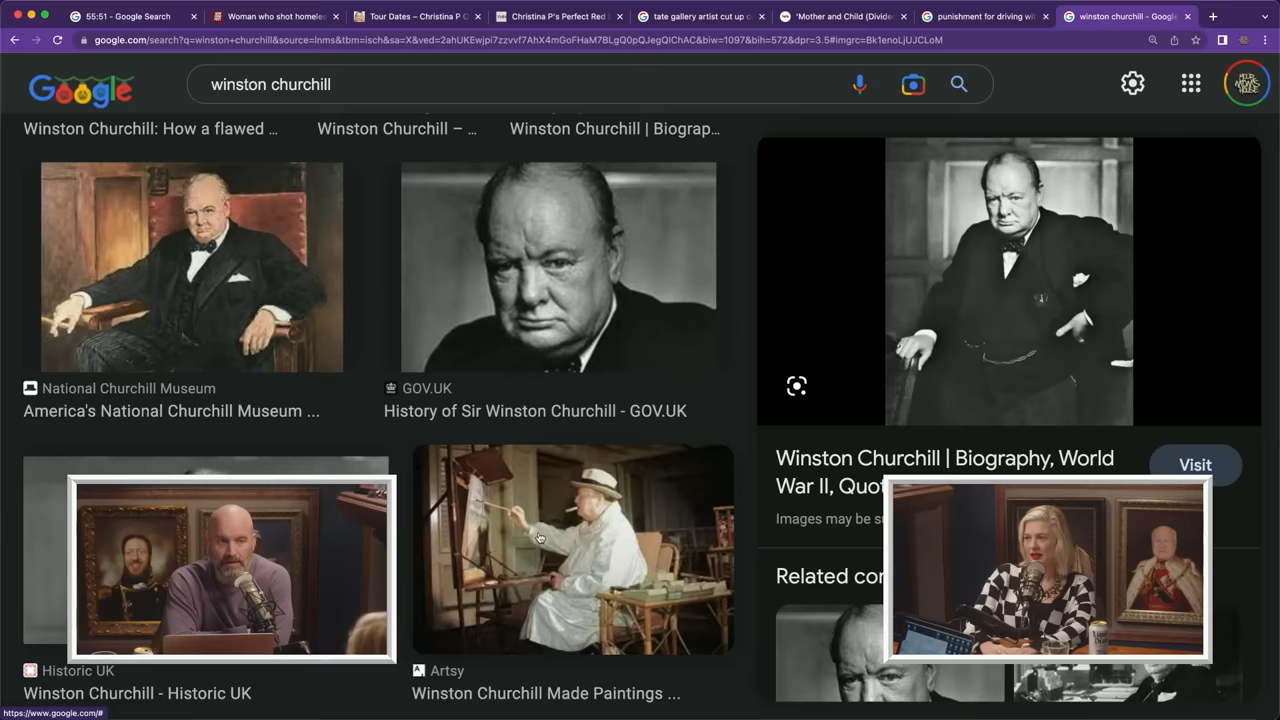 55:51 - Google Search
Woman who shot homeles
Tour Dates – Christina P O
Christina P's Perfect Red L
tate gallery artist cut up c
'Mother and Child (Divide
punishment for driving wi
winston churchill - Google
google.com/search?q=winston+churchill&source=lnms&tbm=isch&sa=X&ved=2ahUKEwjpi7zzvvf7AhX4mGoFHaM7BLgQ0pQJegQIChAC&biw=1097&bih=572&dpr=3.5#imgrc=Bk1enoLjUJCLoM
Google
winston churchill
Winston Churchill: How a flawed ...
Winston Churchill – ...
Winston Churchill | Biograp...
National Churchill Museum
America's National Churchill Museum ...
GOV.UK
History of Sir Winston Churchill - GOV.UK
Winston Churchill | Biography, World
War II, Quot
Visit
Images may be su
Related con
Historic UK
Winston Churchill - Historic UK
Artsy
Winston Churchill Made Paintings ...
https://www.google.com/#